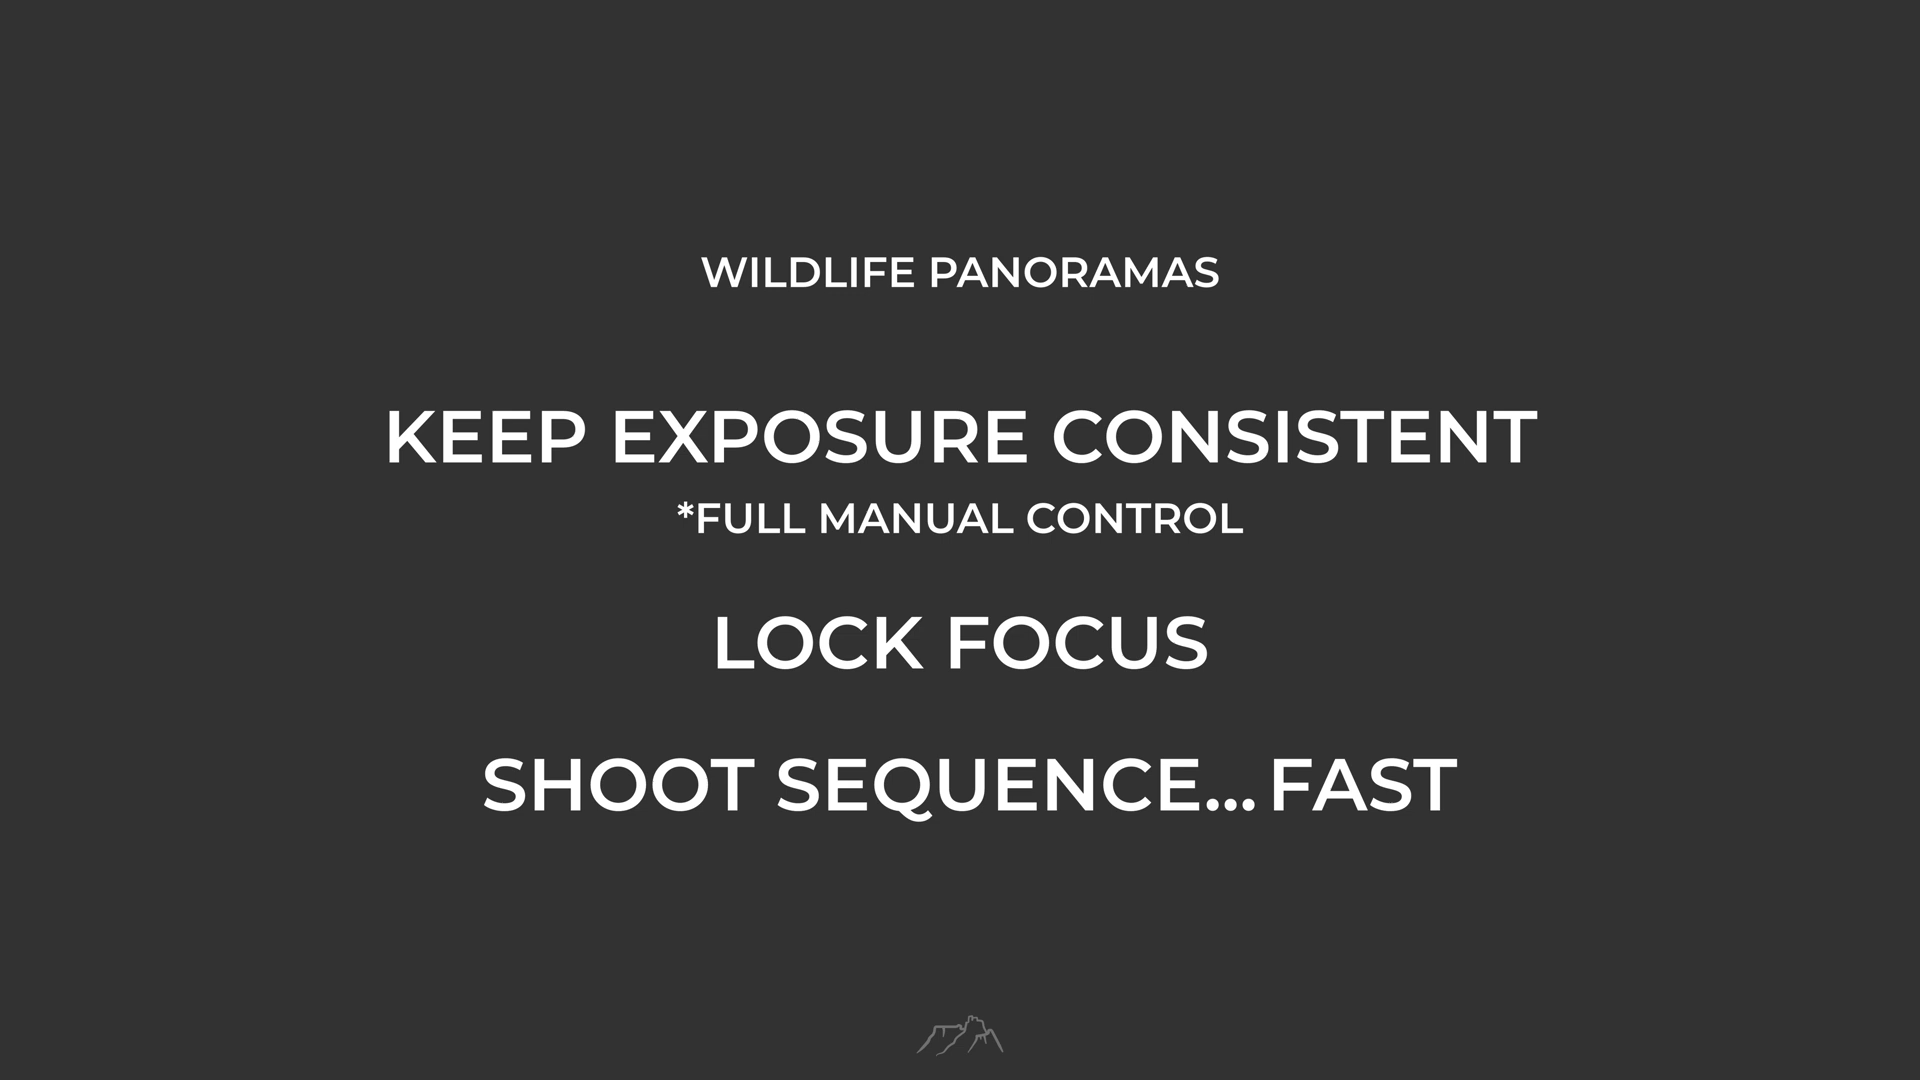 WILDLIFE PANORAMAS
KEEP EXPOSURE CONSISTENT
*FULL MANUAL CONTROL
LOCK FOCUS
SHOOT SEQUENCE... FAST